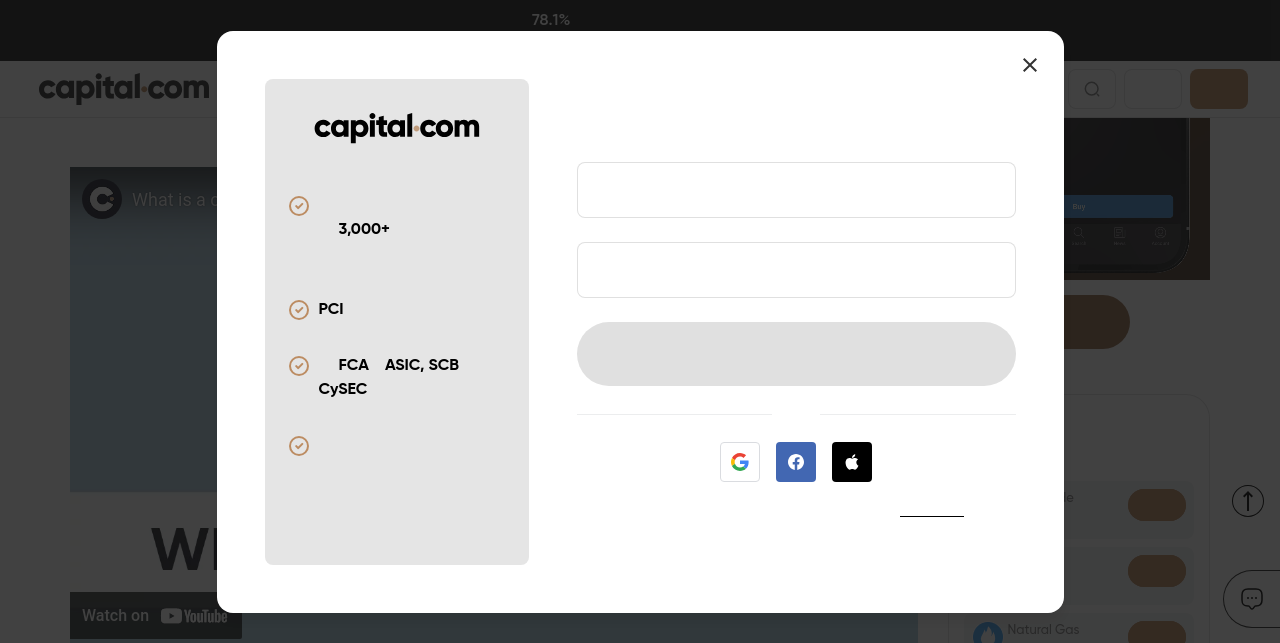 78.1%
capital.com
capital.com
3,000+
PCI
FCA ASIC, SCB
CySEC
What is a
Buy
Watch on YouTube
Natural Gas